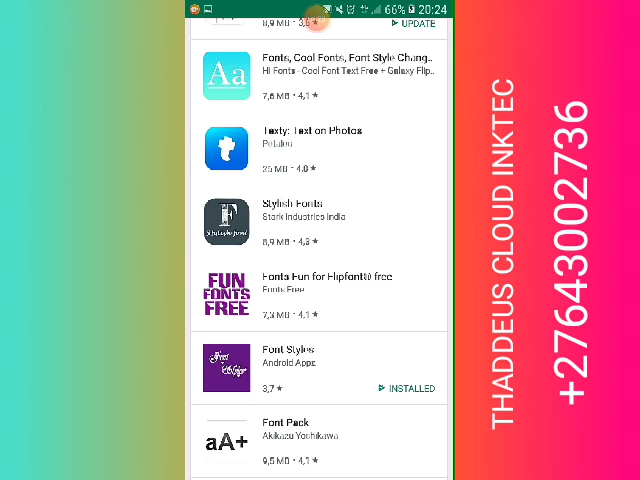 66% 20:24
8,9 MB
UPDATE
Aa
Fonts, Cool Fonts, Font Style Chang..
Hi Fonts - Cool Font Text Free + Galaxy Flip..
7,6 MB • 4,1 ★
Texty: Text on Photos
Petalex
25 MB • 4,0 ★
F
Stylish Fonts
Stark Industries India
8,9 MB • 4,3 ★
FUN
FONTS
FREE
Fonts Fun for Flipfont® free
Fonts Free
7,3 MB • 4,1 ★
Font Styles
Android Appz
3,7 ★
INSTALLED
aA+
Font Pack
Akikazu Yoshikawa
9,5 MB • 4,1 ★
THADDEUS CLOUD INKTEC
+27643002736